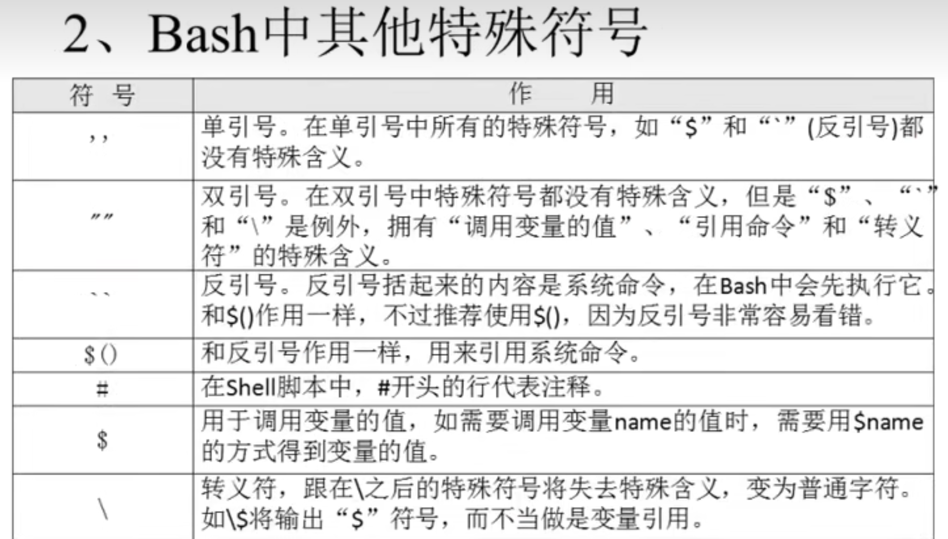 2、Bash中其他特殊符号
符 号
作 用
''
单引号。在单引号中所有的特殊符号，如“$”和“`”(反引号)都
没有特殊含义。
""
双引号。在双引号中特殊符号都没有特殊含义，但是“$”、“`”
和“\”是例外，拥有“调用变量的值”、“引用命令”和“转义
符”的特殊含义。
``
反引号。反引号括起来的内容是系统命令，在Bash中会先执行它。
和$()作用一样，不过推荐使用$()，因为反引号非常容易看错。
$()
和反引号作用一样，用来引用系统命令。
#
在Shell脚本中，#开头的行代表注释。
$
用于调用变量的值，如需要调用变量name的值时，需要用$name
的方式得到变量的值。
\
转义符，跟在\之后的特殊符号将失去特殊含义，变为普通字符。
如\$将输出“$”符号，而不当做是变量引用。